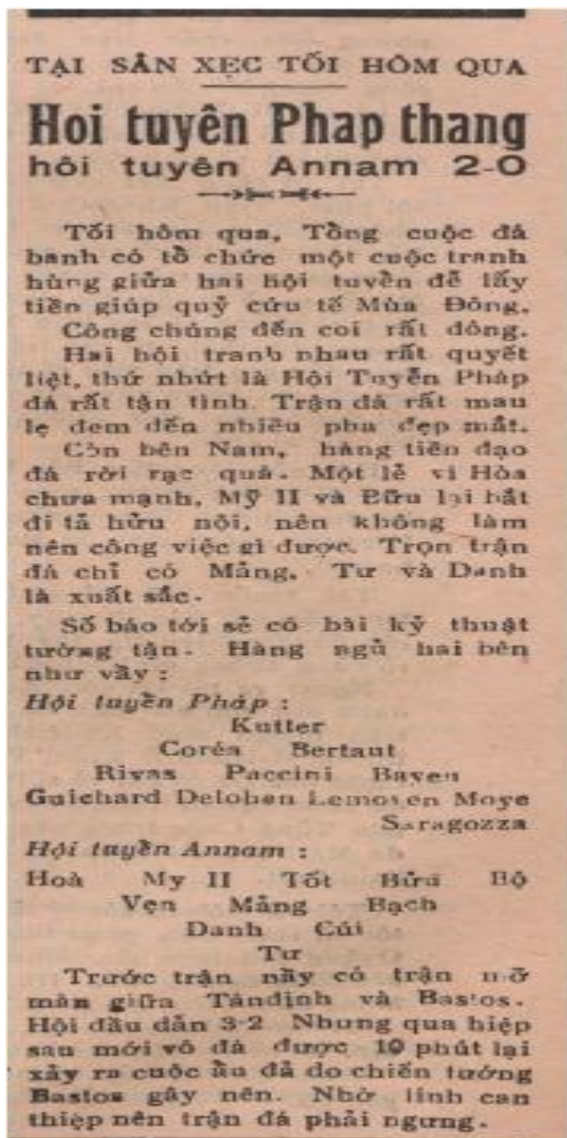 TẠI SÂN XẸC TỐI HÔM QUA
Hoi tuyên Phap thang
hôi tuyên Annam 2-0
Tối hôm qua, Tổng cuộc đá
banh có tổ chức một cuộc tranh
hùng giữa hai hội tuyển để lấy
tiền giúp quỷ cứu tế Mùa Đông.
Công chúng đến coi rất đông.
Hai hội tranh nhau rất quyết
liệt, thứ nhứt là Hội Tuyển Pháp
đá rất tận tình. Trận đá rất mau
lẹ đem đến nhiều pha đẹp mắt.
Còn bên Nam, hàng tiền đạo
đá rời rạc quá. Một lẽ vì Hòa
chưa mạnh, Mỹ II và Bữu lại bắt
đi tả hửu nội, nên không làm
nên công việc gì được. Trọn trận
đá chỉ có Mảng, Tư và Danh
là xuất sắc.
Số báo tới sẽ có bài kỷ thuật
tường tận. Hàng ngũ hai bên
như vầy :
Hội tuyển Pháp :
Kutter
Coréa Bertaut
Rivas Paccini Bayen
Guichard Deloben Lemoyen Moye
Saragozza
Hội tuyển Annam :
Hoà My II Tốt Bửu Bộ
Vẹn Mảng Bạch
Danh Cúi
Tư
Trước trận nầy có trận mở
màn giữa Tânđịnh và Bastos.
Hội đầu dẫn 3-2 Nhưng qua hiệp
sau mới vô đá được 10 phút lại
xảy ra cuộc ầu đả do chiến tướng
Bastos gây nên. Nhờ lính can
thiệp nên trận đá phải ngưng.